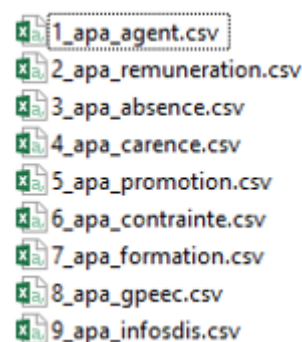 1_apa_agent.csv
2_apa_remuneration.csv
3_apa_absence.csv
4_apa_carence.csv
5_apa_promotion.csv
6_apa_contrainte.csv
7_apa_formation.csv
8_apa_gpeec.csv
9_apa_infosdis.csv